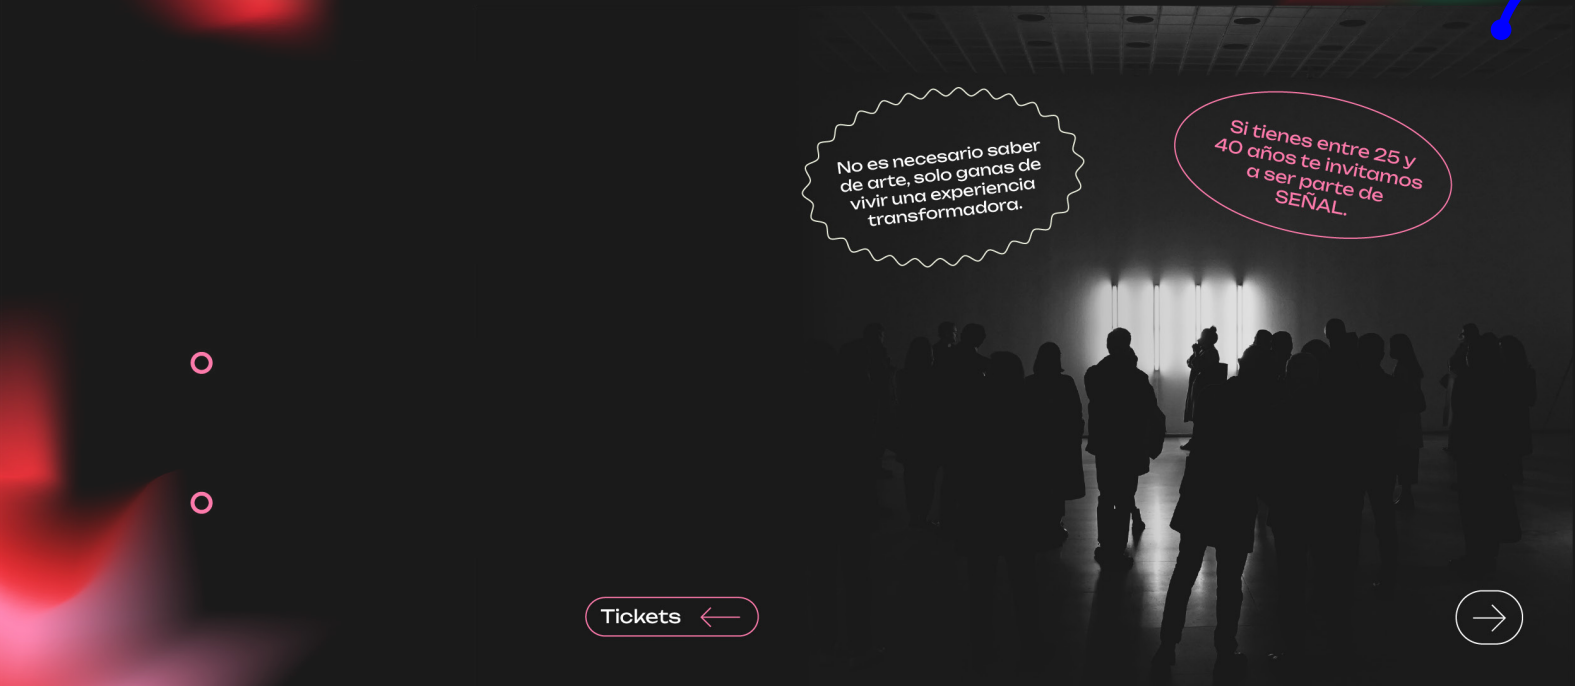 No es necesario saber
de arte, solo ganas de
vivir una experiencia
transformadora.
Si tienes entre 25 y
40 años te invitamos
a ser parte de
SEÑAL.
Tickets